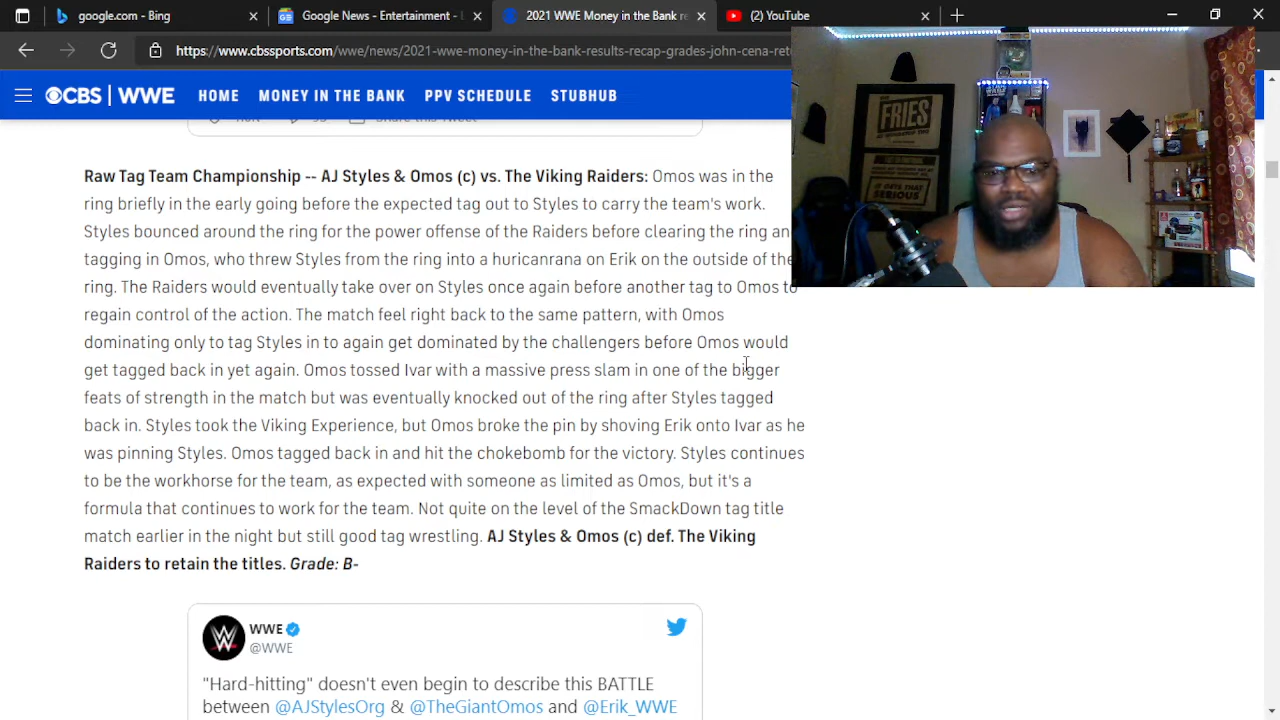 google.com - Bing
Google News - Entertainment - L
2021 WWE Money in the Bank re
(2) YouTube
https://www.cbssports.com/wwe/news/2021-wwe-money-in-the-bank-results-recap-grades-john-cena-retu
CBS | WWE HOME MONEY IN THE BANK PPV SCHEDULE STUBHUB
Share this Tweet
FRIES
SERIOUS
Raw Tag Team Championship -- AJ Styles & Omos (c) vs. The Viking Raiders: Omos was in the
ring briefly in the early going before the expected tag out to Styles to carry the team's work.
Styles bounced around the ring for the power offense of the Raiders before clearing the ring an
tagging in Omos, who threw Styles from the ring into a huricanrana on Erik on the outside of the
ring. The Raiders would eventually take over on Styles once again before another tag to Omos to
regain control of the action. The match feel right back to the same pattern, with Omos
dominating only to tag Styles in to again get dominated by the challengers before Omos would
get tagged back in yet again. Omos tossed Ivar with a massive press slam in one of the bigger
feats of strength in the match but was eventually knocked out of the ring after Styles tagged
back in. Styles took the Viking Experience, but Omos broke the pin by shoving Erik onto Ivar as he
was pinning Styles. Omos tagged back in and hit the chokebomb for the victory. Styles continues
to be the workhorse for the team, as expected with someone as limited as Omos, but it's a
formula that continues to work for the team. Not quite on the level of the SmackDown tag title
match earlier in the night but still good tag wrestling. AJ Styles & Omos (c) def. The Viking
Raiders to retain the titles. Grade: B-
WWE
@WWE
"Hard-hitting" doesn't even begin to describe this BATTLE
between @AJStylesOrg & @TheGiantOmos and @Erik_WWE